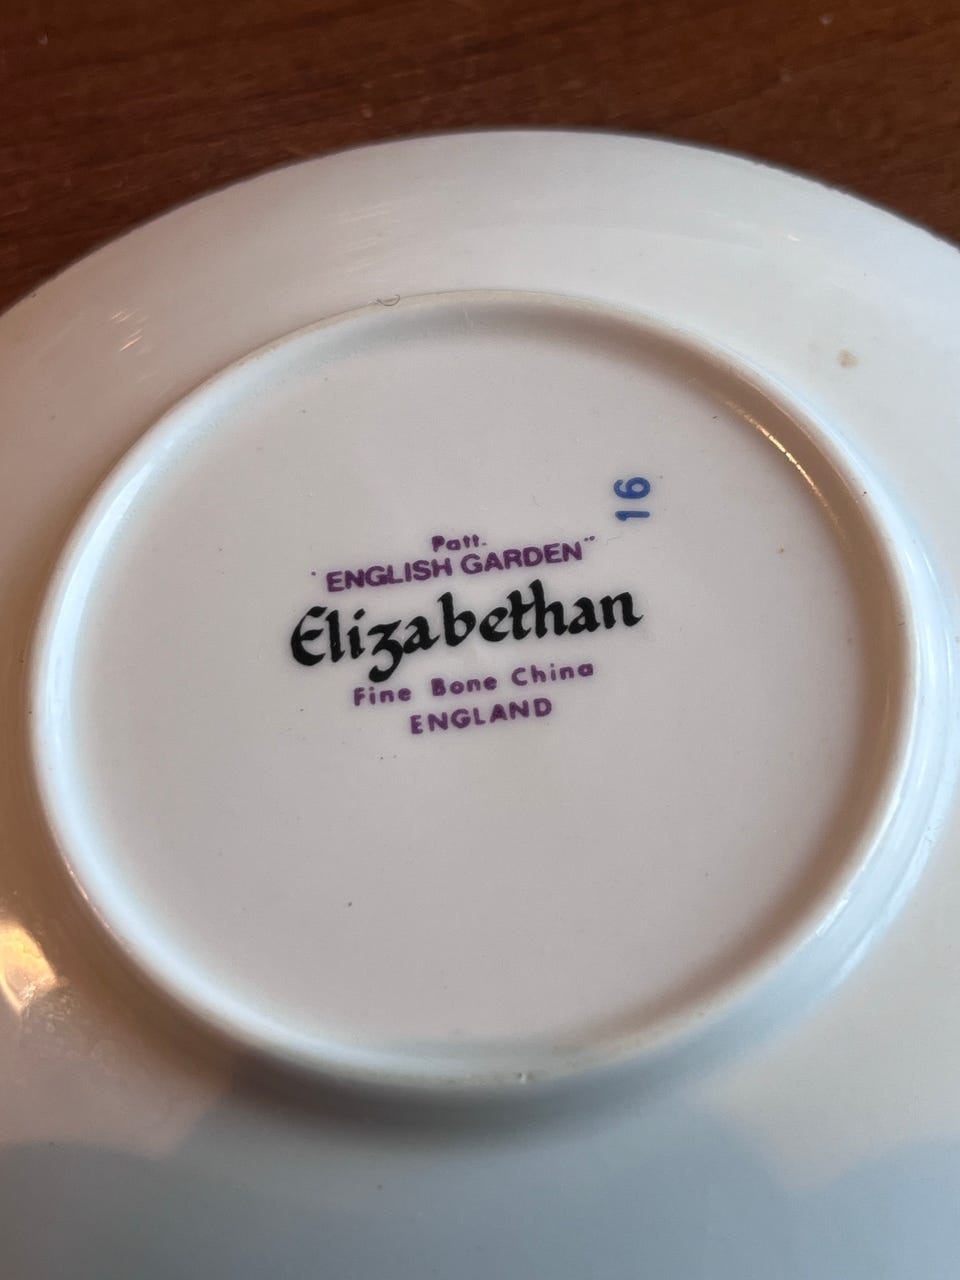 16
Patt.
"ENGLISH GARDEN"
Elizabethan
Fine Bone China
ENGLAND